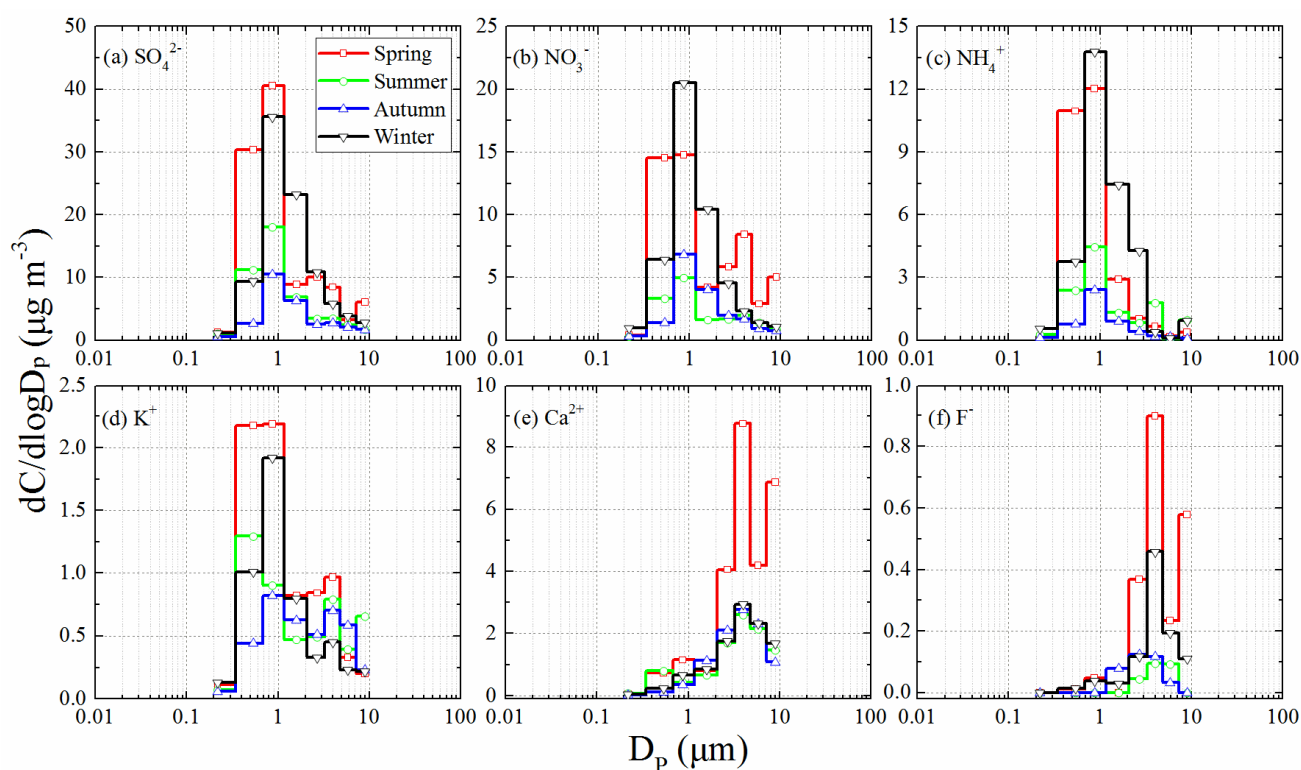 dC/dlogD_P (μg m⁻³)
(a) SO₄²⁻
Spring
Summer
Autumn
Winter
50
40
30
20
10
0
0.01 0.1 1 10 100
(b) NO₃⁻
25
20
15
10
5
0
0.01 0.1 1 10 100
(c) NH₄⁺
15
12
9
6
3
0
0.01 0.1 1 10 100
(d) K⁺
2.5
2.0
1.5
1.0
0.5
0.0
0.01 0.1 1 10 100
(e) Ca²⁺
10
8
6
4
2
0
0.01 0.1 1 10 100
(f) F⁻
1.0
0.8
0.6
0.4
0.2
0.0
0.01 0.1 1 10 100
D_P (μm)